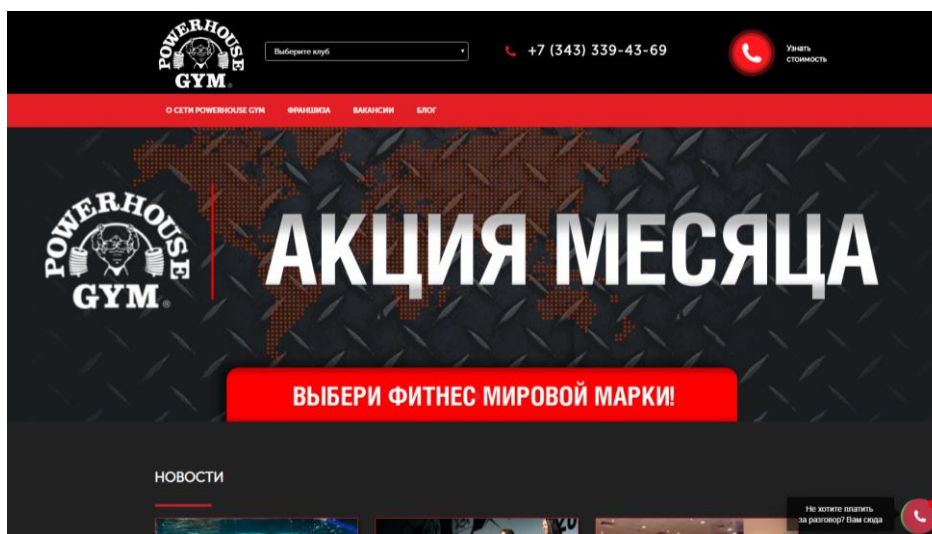 POWERHOUSE
GYM
Выберите клуб
+7 (343) 339-43-69
Узнать
стоимость
О СЕТИ POWERHOUSE GYM
ФРАНШИЗА
ВАКАНСИИ
БЛОГ
POWERHOUSE
GYM
АКЦИЯ МЕСЯЦА
ВЫБЕРИ ФИТНЕС МИРОВОЙ МАРКИ!
НОВОСТИ
Не хотите платить
за разговор? Вам сюда